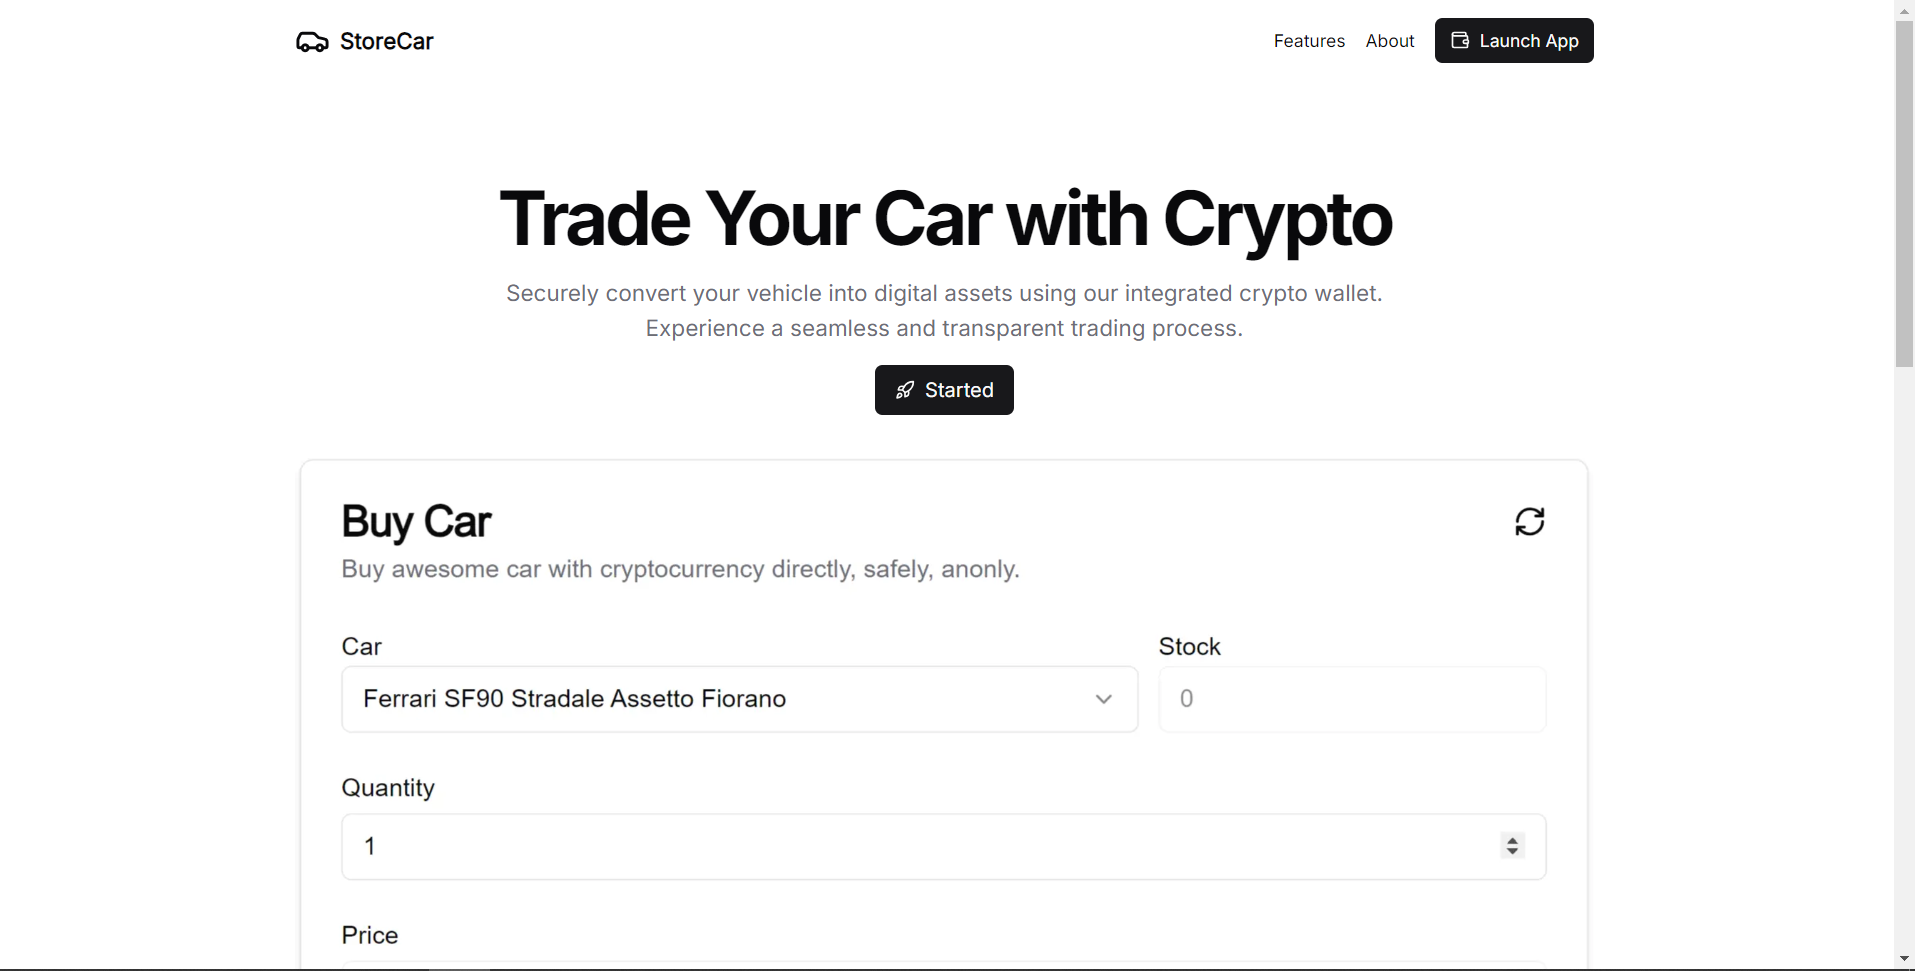 StoreCar
Features
About
Launch App
Trade Your Car with Crypto
Securely convert your vehicle into digital assets using our integrated crypto wallet.
Experience a seamless and transparent trading process.
Started
Buy Car
Buy awesome car with cryptocurrency directly, safely, anonly.
Car
Stock
Ferrari SF90 Stradale Assetto Fiorano
0
Quantity
1
Price